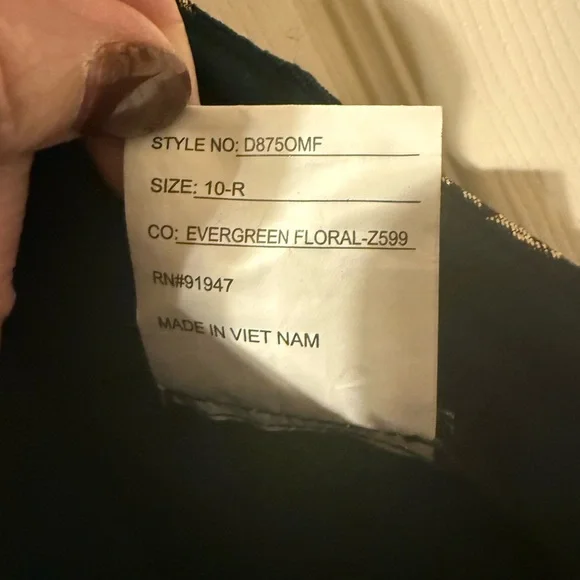 STYLE NO: D875OMF
SIZE: 10-R
CO: EVERGREEN FLORAL-Z599
RN#91947
MADE IN VIET NAM